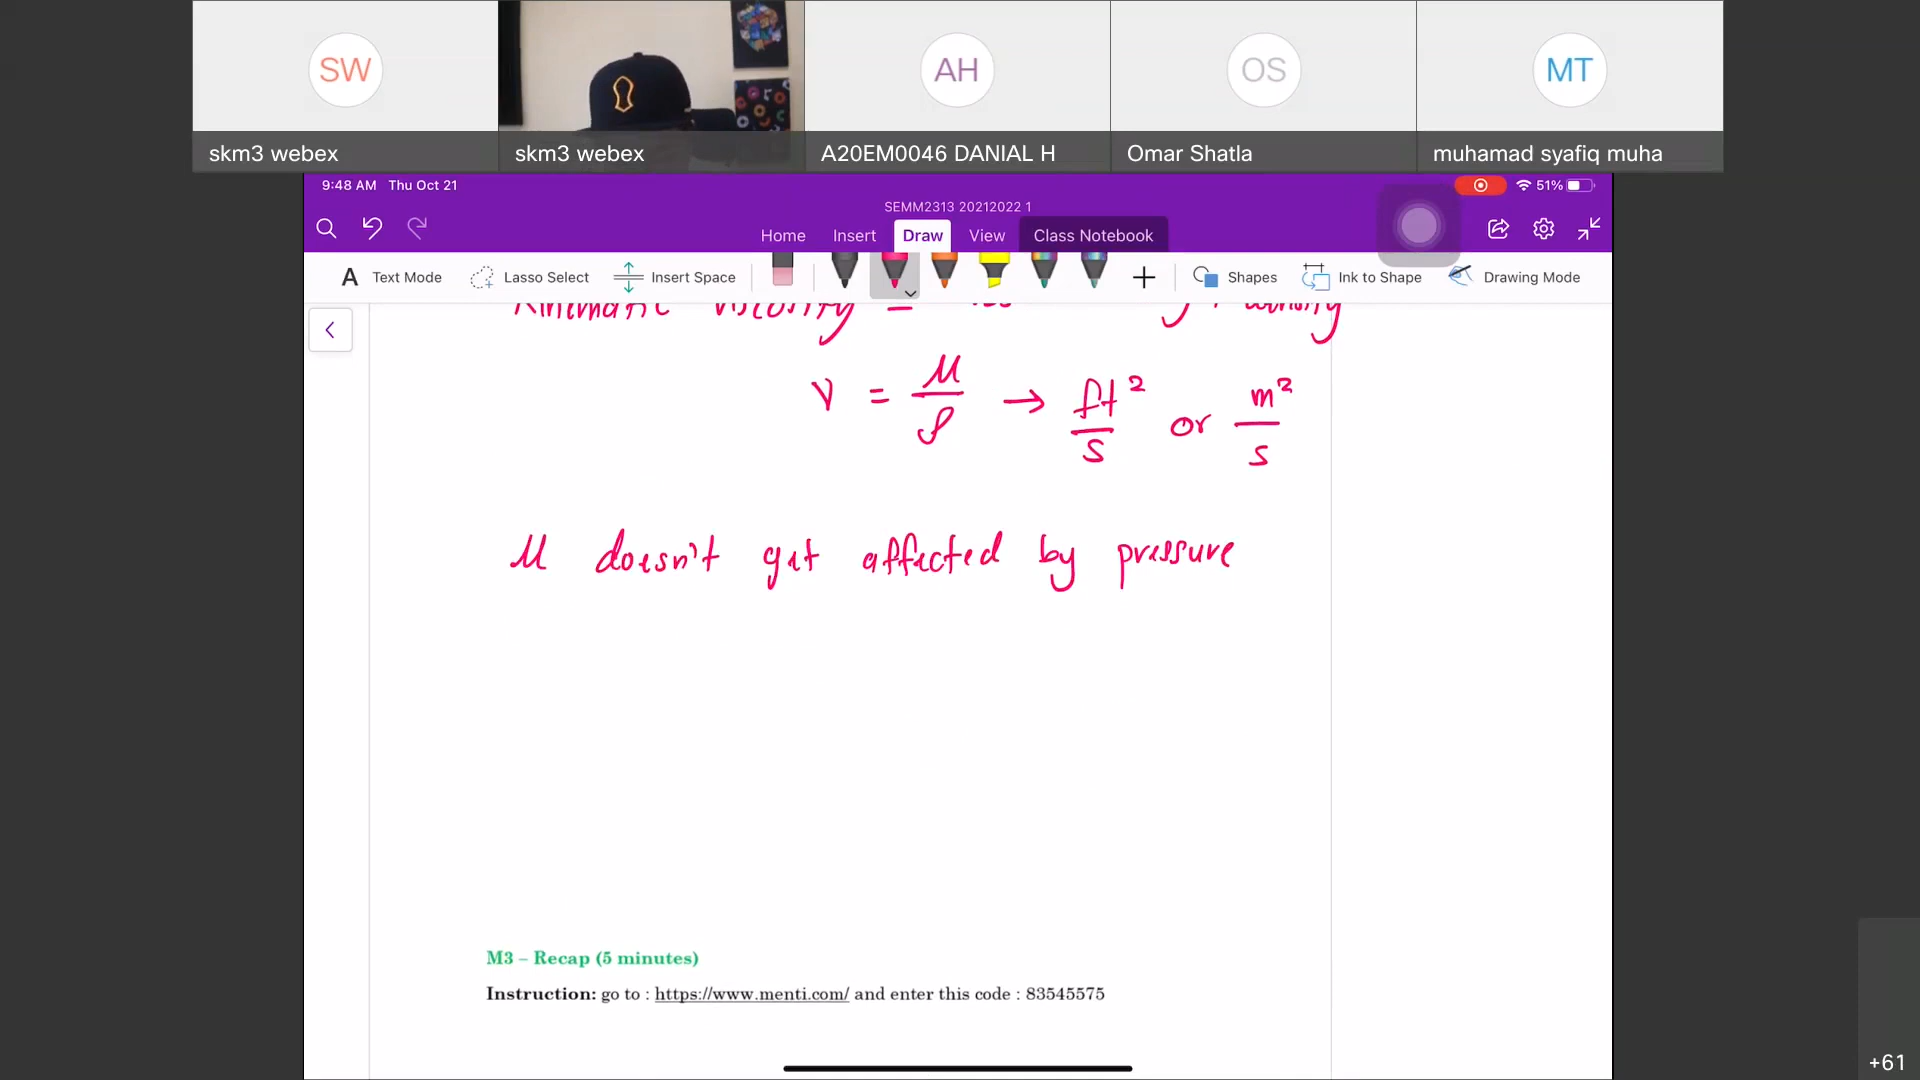 SW AH OS MT
skm3 webex skm3 webex A20EM0046 DANIAL H Omar Shatla muhamad syafiq muha
9:48 AM Thu Oct 21 51%
SEMM2313 20212022 1
Home Insert Draw View Class Notebook
A Text Mode Lasso Select Insert Space Shapes Ink to Shape Drawing Mode
Kinematic viscosity = density
ν = μ/ρ → ft²/s or m²/s
μ doesn't get affected by pressure
M3 – Recap (5 minutes)
Instruction: go to : https://www.menti.com/ and enter this code : 83545575
+61